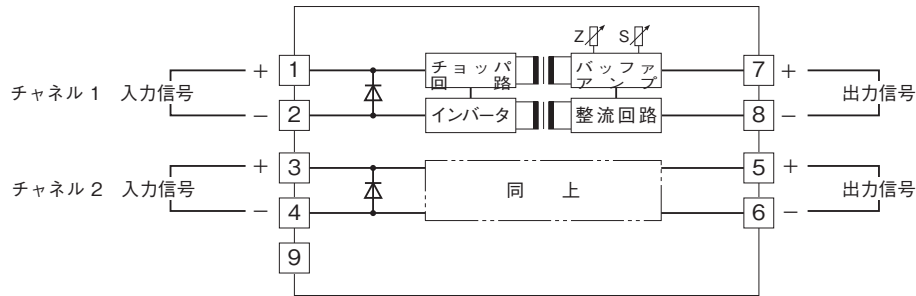 Z S
チョッパ 回路 バッファ アンプ
+ 1 7 +
チャネル 1 入力信号 出力信号
− 2 インバータ 整流回路 8 −
+ 3 5 +
チャネル 2 入力信号 同上 出力信号
− 4 6 −
9